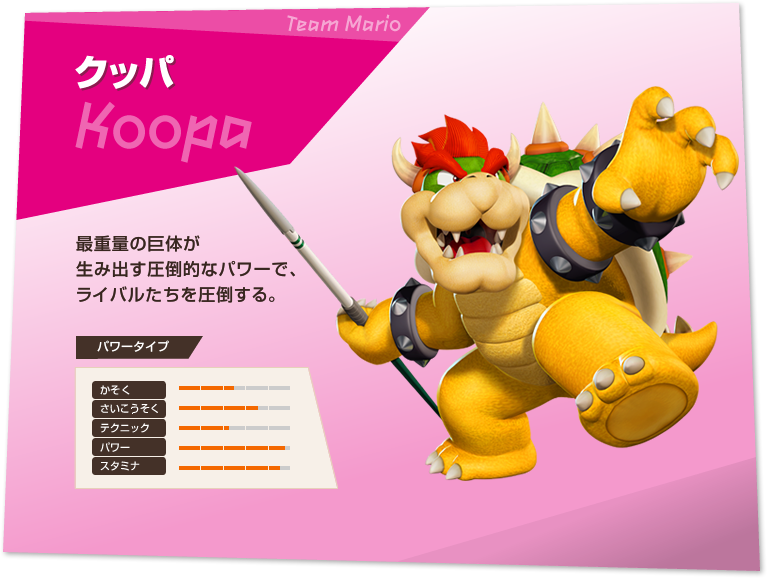 Team Mario
クッパ
Koopa
最重量の巨体が
生み出す圧倒的なパワーで、
ライバルたちを圧倒する。
パワータイプ
かそく
さいこうそく
テクニック
パワー
スタミナ